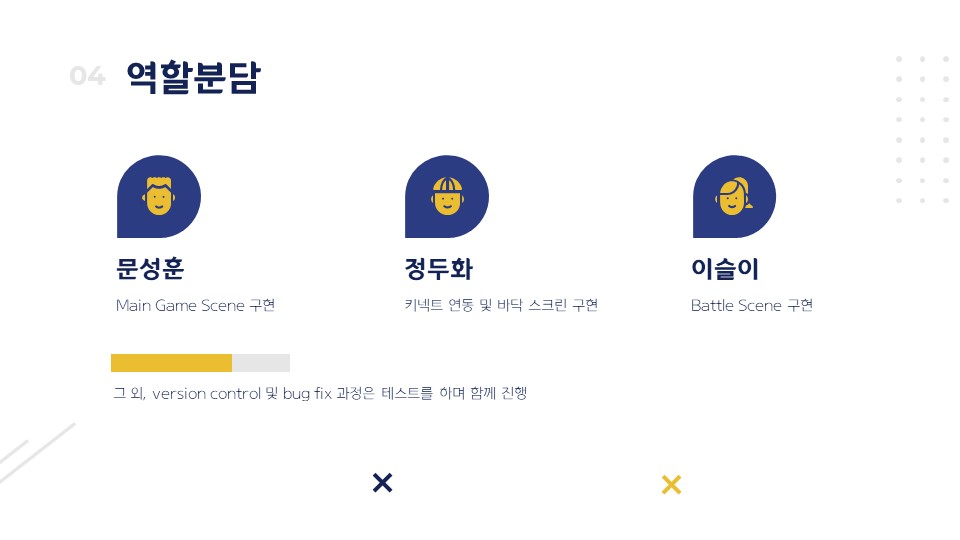 04 역할분담
문성훈
Main Game Scene 구현
정두화
키넥트 연동 및 바닥 스크린 구현
이슬이
Battle Scene 구현
그 외, version control 및 bug fix 과정은 테스트를 하며 함께 진행